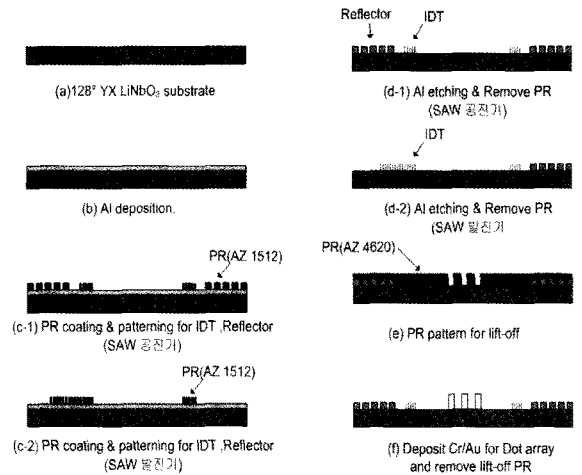 (a)128° YX LiNbO₃ substrate
(b) Al deposition.
PR(AZ 1512)
(c-1) PR coating & patterning for IDT ,Reflector
(SAW 공진기)
PR(AZ 1512)
(c-2) PR coating & patterning for IDT ,Reflector
(SAW 발진기)
Reflector
IDT
(d-1) Al etching & Remove PR
(SAW 공진기)
IDT
(d-2) Al etching & Remove PR
(SAW 발진기
PR(AZ 4620)
(e) PR pattern for lift-off
(f) Deposit Cr/Au for Dot array
and remove lift-off PR